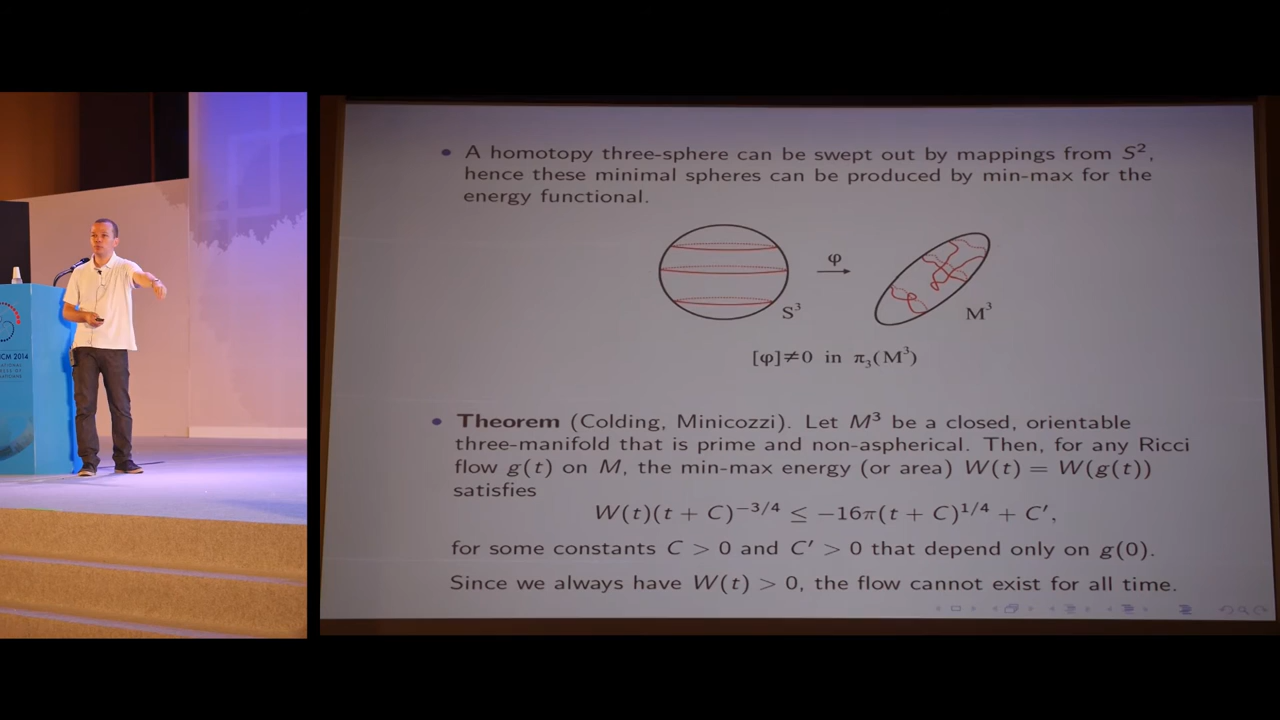 • A homotopy three-sphere can be swept out by mappings from S²,
hence these minimal spheres can be produced by min-max for the
energy functional.
φ
S³
M³
[φ]≠0 in π₃(M³)
• Theorem (Colding, Minicozzi). Let M³ be a closed, orientable
three-manifold that is prime and non-aspherical. Then, for any Ricci
flow g(t) on M, the min-max energy (or area) W(t) = W(g(t))
satisfies
W(t)(t + C)^{−3/4} ≤ −16π(t + C)^{1/4} + C′,
for some constants C > 0 and C′ > 0 that depend only on g(0).
Since we always have W(t) > 0, the flow cannot exist for all time.
CM 2014